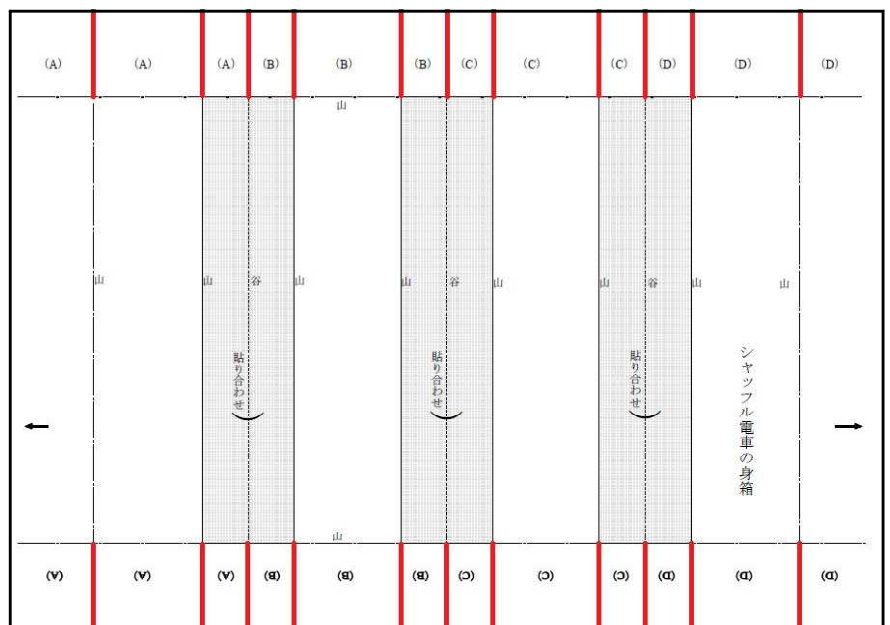 (A) (A) (A) (B) (B) (B) (C) (C) (C) (D) (D) (D)
山
山 山 谷 山 山 谷 山 山 谷 山 山
貼り合わせ 貼り合わせ 貼り合わせ
シャッフル電車の身箱
山
(A) (A) (A) (B) (B) (B) (C) (C) (C) (D) (D) (D)